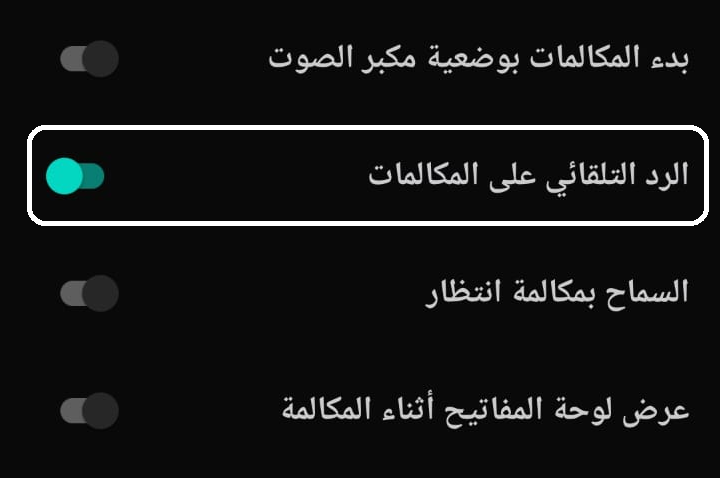 بدء المكالمات بوضعية مكبر الصوت
الرد التلقائي على المكالمات
السماح بمكالمة انتظار
عرض لوحة المفاتيح أثناء المكالمة